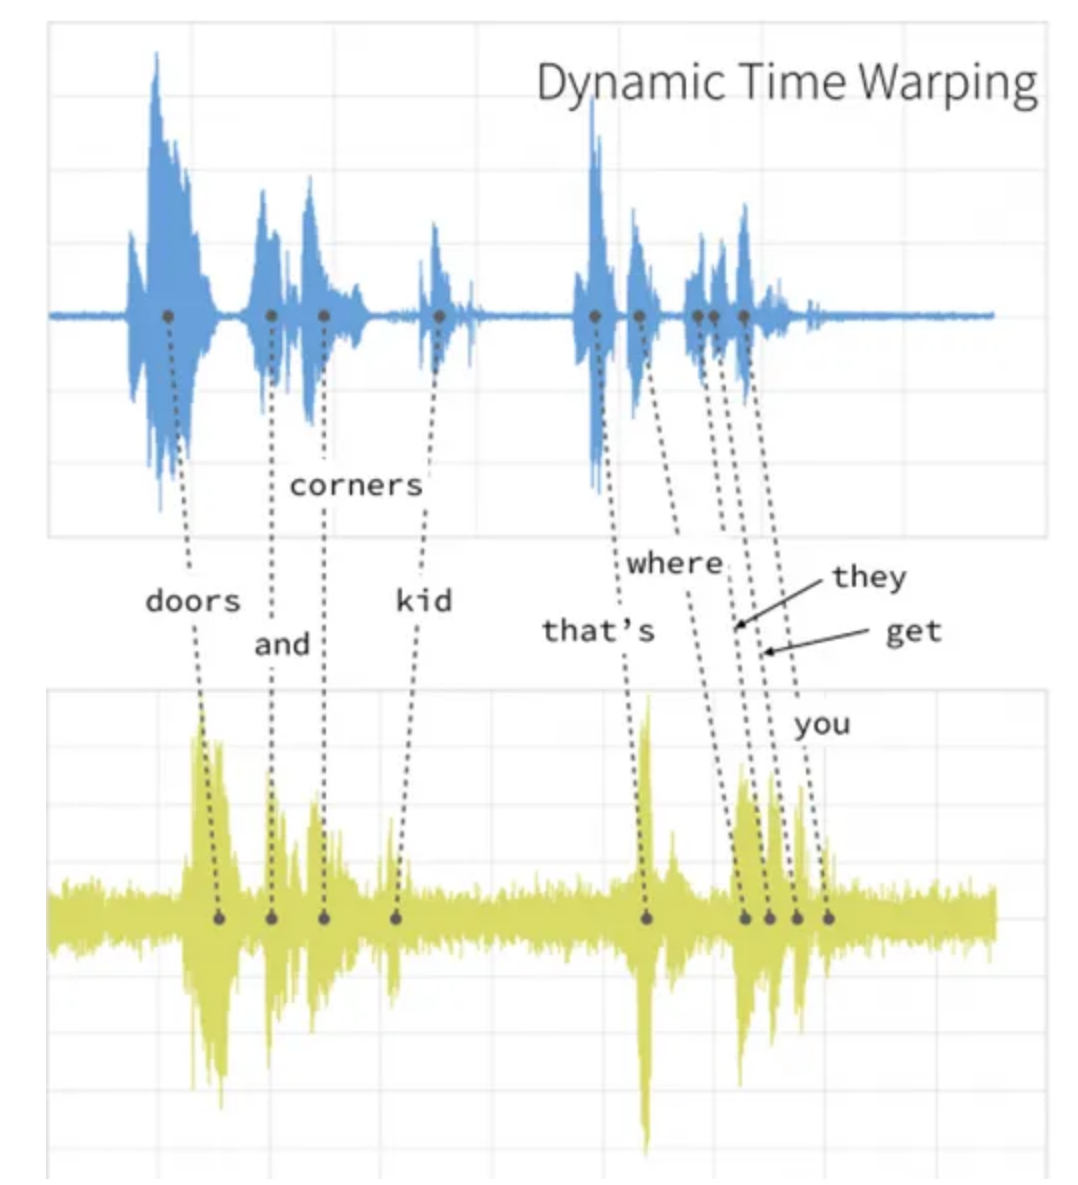 Dynamic Time Warping
corners
where
they
doors
kid
that's
get
and
you